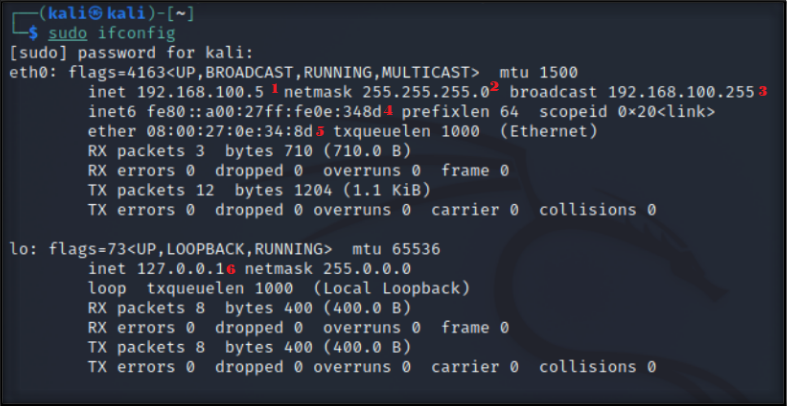 ┌──(kali㉿kali)-[~]
└─$ sudo ifconfig
[sudo] password for kali:
eth0: flags=4163<UP,BROADCAST,RUNNING,MULTICAST>  mtu 1500
        inet 192.168.100.5 1 netmask 255.255.255.0 2 broadcast 192.168.100.255 3
        inet6 fe80::a00:27ff:fe0e:348d 4 prefixlen 64  scopeid 0×20<link>
        ether 08:00:27:0e:34:8d 5 txqueuelen 1000  (Ethernet)
        RX packets 3  bytes 710 (710.0 B)
        RX errors 0  dropped 0  overruns 0  frame 0
        TX packets 12  bytes 1204 (1.1 KiB)
        TX errors 0  dropped 0 overruns 0  carrier 0  collisions 0

lo: flags=73<UP,LOOPBACK,RUNNING>  mtu 65536
        inet 127.0.0.1 6 netmask 255.0.0.0
        loop  txqueuelen 1000  (Local Loopback)
        RX packets 8  bytes 400 (400.0 B)
        RX errors 0  dropped 0  overruns 0  frame 0
        TX packets 8  bytes 400 (400.0 B)
        TX errors 0  dropped 0 overruns 0  carrier 0  collisions 0